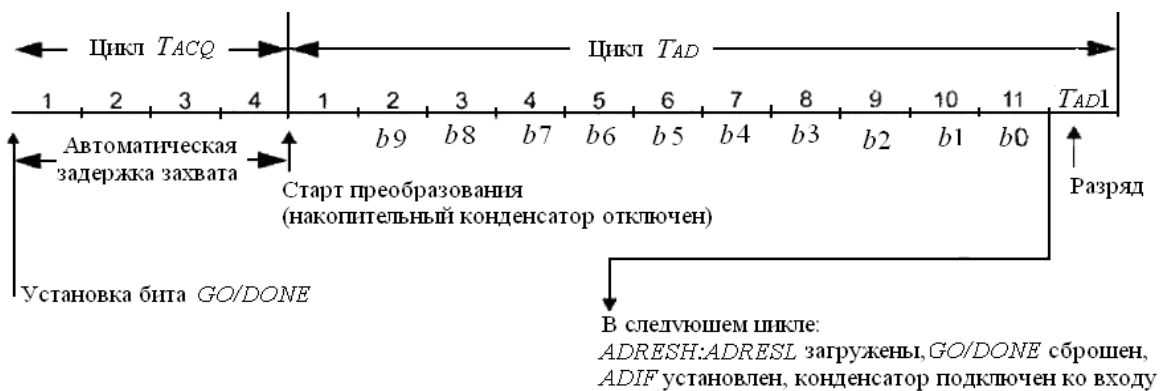 Цикл TACQ
Цикл TAD
1 2 3 4 1 2 3 4 5 6 7 8 9 10 11 TAD1
b9 b8 b7 b6 b5 b4 b3 b2 b1 b0
Автоматическая
задержка захвата
Старт преобразования
(накопительный конденсатор отключен)
Разряд
Установка бита GO/DONE
В следуюшем цикле:
ADRESH:ADRESL загружены, GO/DONE сброшен,
ADIF установлен, конденсатор подключен ко входу